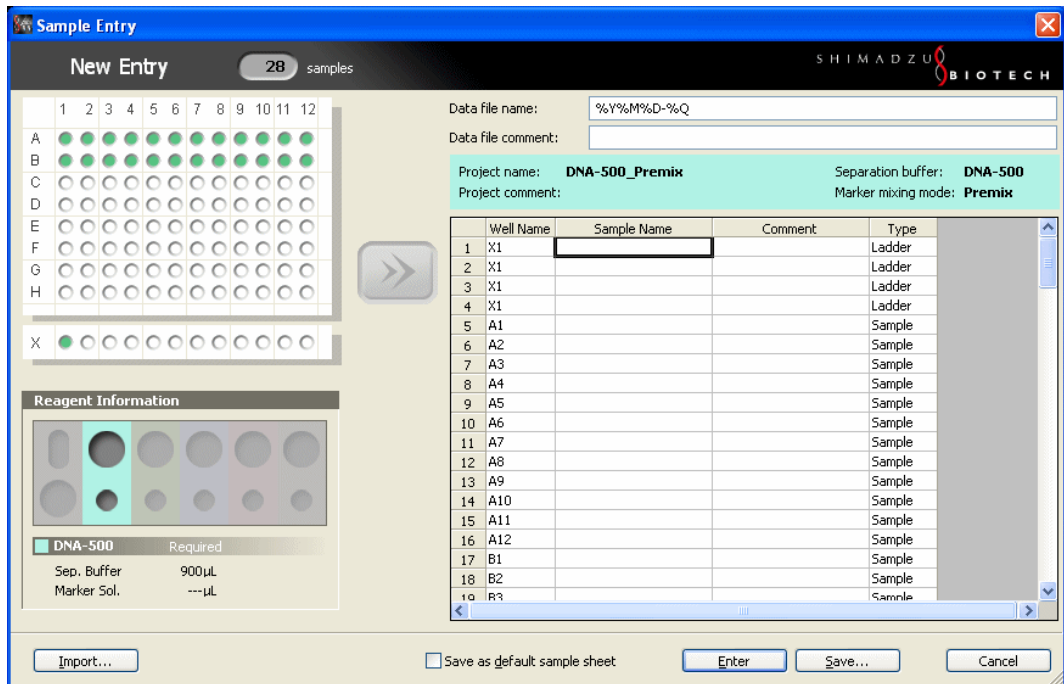 Sample Entry
New Entry 28 samples
SHIMADZU BIOTECH
1 2 3 4 5 6 7 8 9 10 11 12
A
B
C
D
E
F
G
H
X
Reagent Information
DNA-500 Required
Sep. Buffer 900µL
Marker Sol. ---µL
Data file name: %Y%M%D-%Q
Data file comment:
Project name: DNA-500_Premix Separation buffer: DNA-500
Project comment: Marker mixing mode: Premix
Well Name Sample Name Comment Type
1 X1 Ladder
2 X1 Ladder
3 X1 Ladder
4 X1 Ladder
5 A1 Sample
6 A2 Sample
7 A3 Sample
8 A4 Sample
9 A5 Sample
10 A6 Sample
11 A7 Sample
12 A8 Sample
13 A9 Sample
14 A10 Sample
15 A11 Sample
16 A12 Sample
17 B1 Sample
18 B2 Sample
19 B3 Sample
Import... Save as default sample sheet Enter Save... Cancel